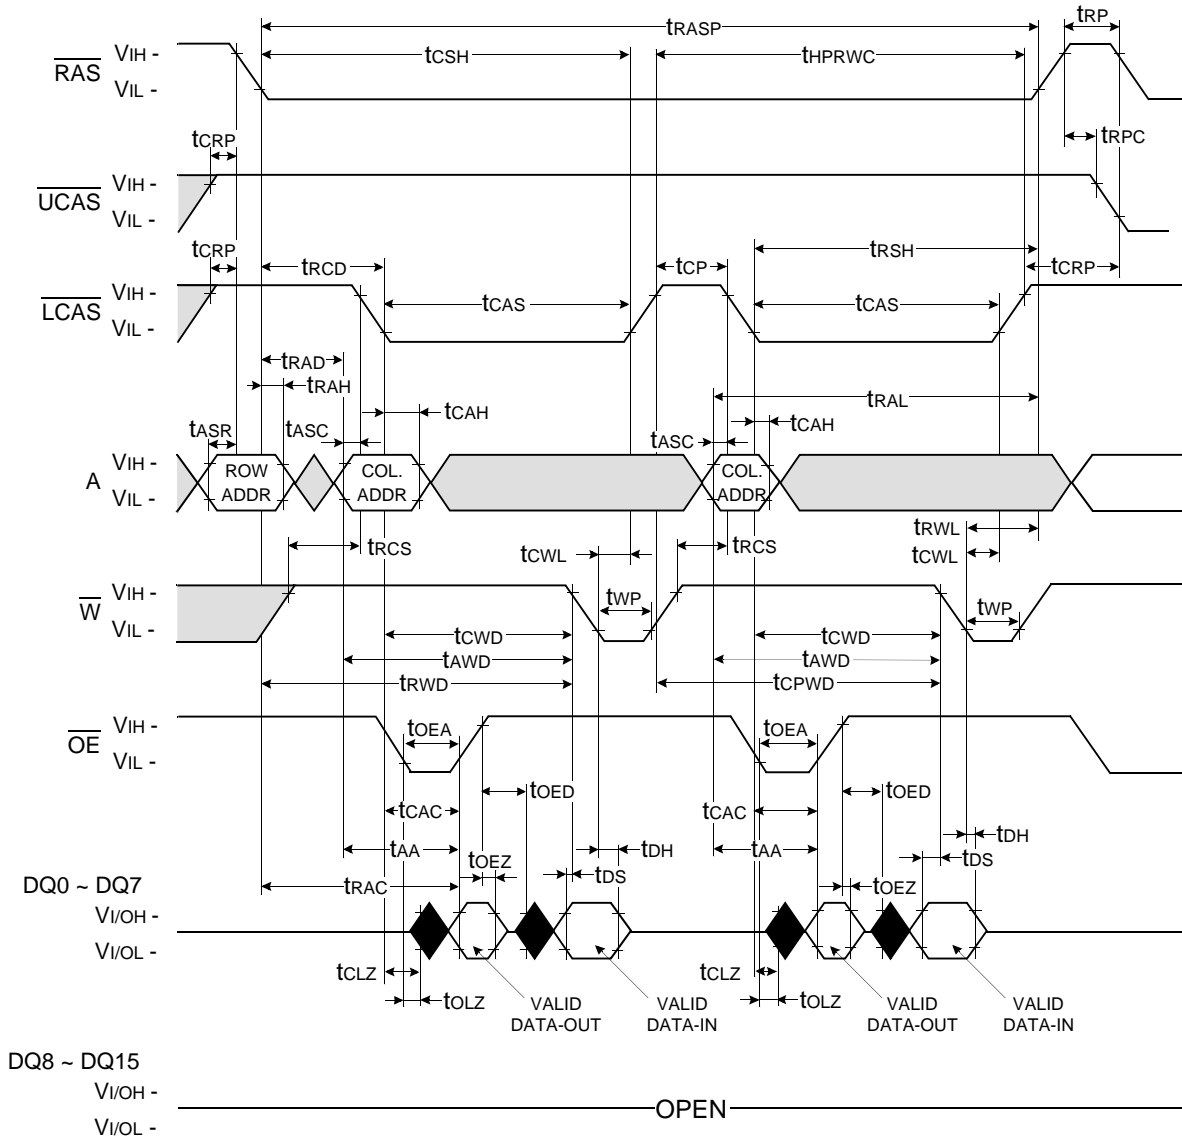 tRASP
tRP
tCSH
tHPRWC
RAS
VIH -
VIL -
tCRP
tRPC
UCAS
VIH -
VIL -
tCRP
tRCD
tCP
tRSH
tCRP
LCAS
VIH -
VIL -
tCAS
tCAS
tRAD
tRAH
tRAL
tCAH
tCAH
tASR
tASC
tASC
A
VIH -
VIL -
ROW
ADDR
COL.
ADDR
COL.
ADDR
tRCS
tCWL
tRCS
tRWL
tCWL
W
VIH -
VIL -
tWP
tWP
tCWD
tCWD
tAWD
tAWD
tRWD
tCPWD
OE
VIH -
VIL -
tOEA
tOEA
tOED
tOED
tCAC
tCAC
tAA
tOEZ
tDH
tAA
tDH
tDS
tDS
tRAC
tOEZ
DQ0 ~ DQ7
VI/OH -
VI/OL -
tCLZ
tOLZ
tCLZ
tOLZ
VALID
DATA-OUT
VALID
DATA-IN
VALID
DATA-OUT
VALID
DATA-IN
DQ8 ~ DQ15
VI/OH -
VI/OL -
OPEN